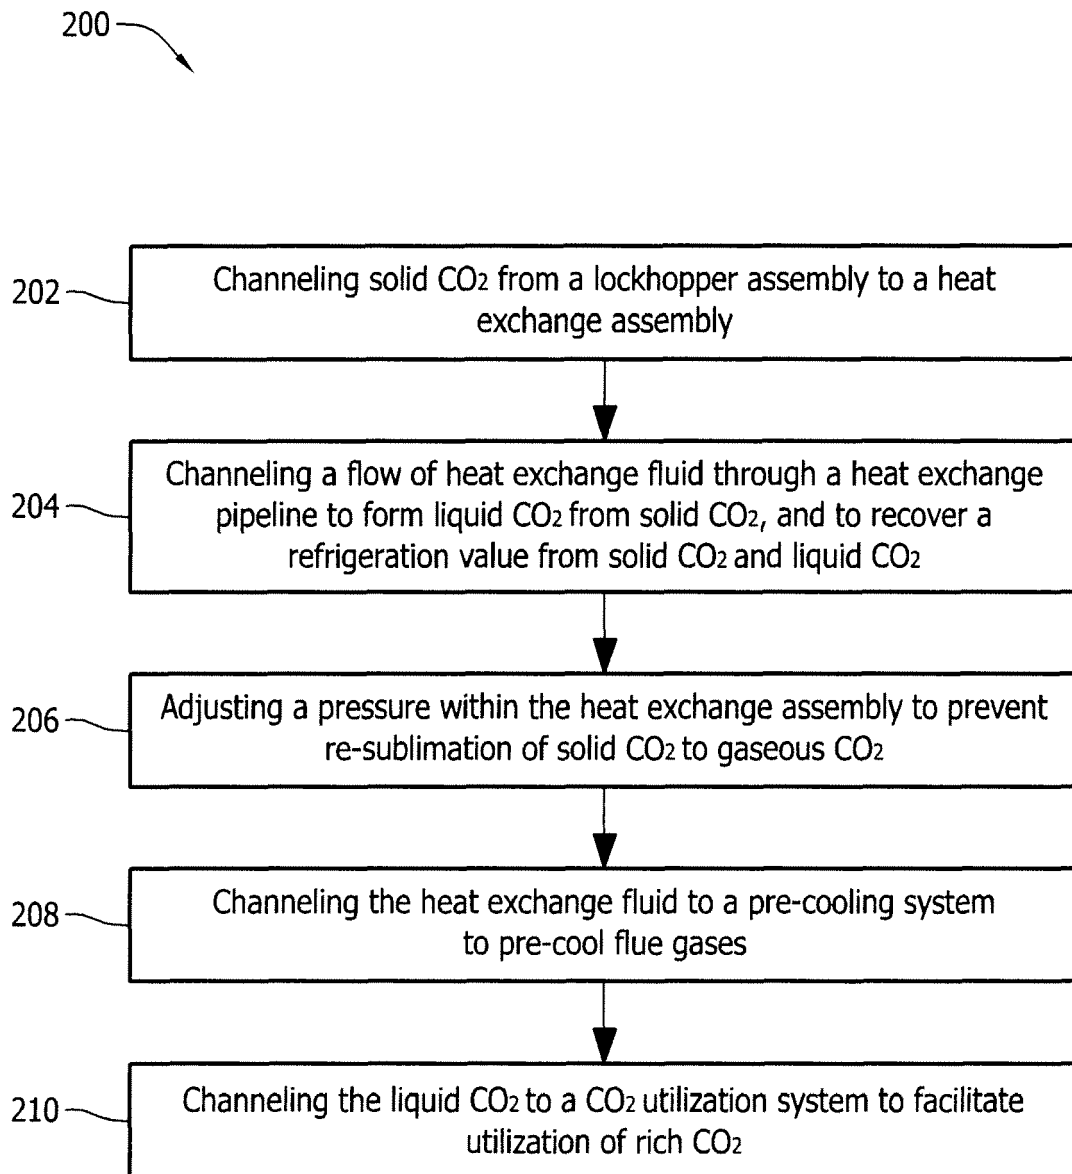 200
202
Channeling solid CO2 from a lockhopper assembly to a heat
exchange assembly
204
Channeling a flow of heat exchange fluid through a heat exchange
pipeline to form liquid CO2 from solid CO2, and to recover a
refrigeration value from solid CO2 and liquid CO2
206
Adjusting a pressure within the heat exchange assembly to prevent
re-sublimation of solid CO2 to gaseous CO2
208
Channeling the heat exchange fluid to a pre-cooling system
to pre-cool flue gases
210
Channeling the liquid CO2 to a CO2 utilization system to facilitate
utilization of rich CO2